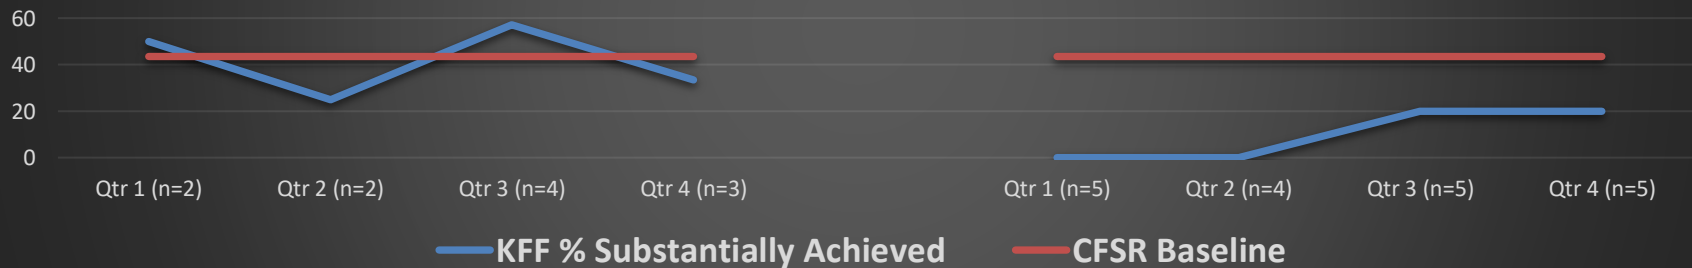 60
40
20
0
Qtr 1 (n=2) Qtr 2 (n=2) Qtr 3 (n=4) Qtr 4 (n=3) Qtr 1 (n=5) Qtr 2 (n=4) Qtr 3 (n=5) Qtr 4 (n=5)
KFF % Substantially Achieved CFSR Baseline